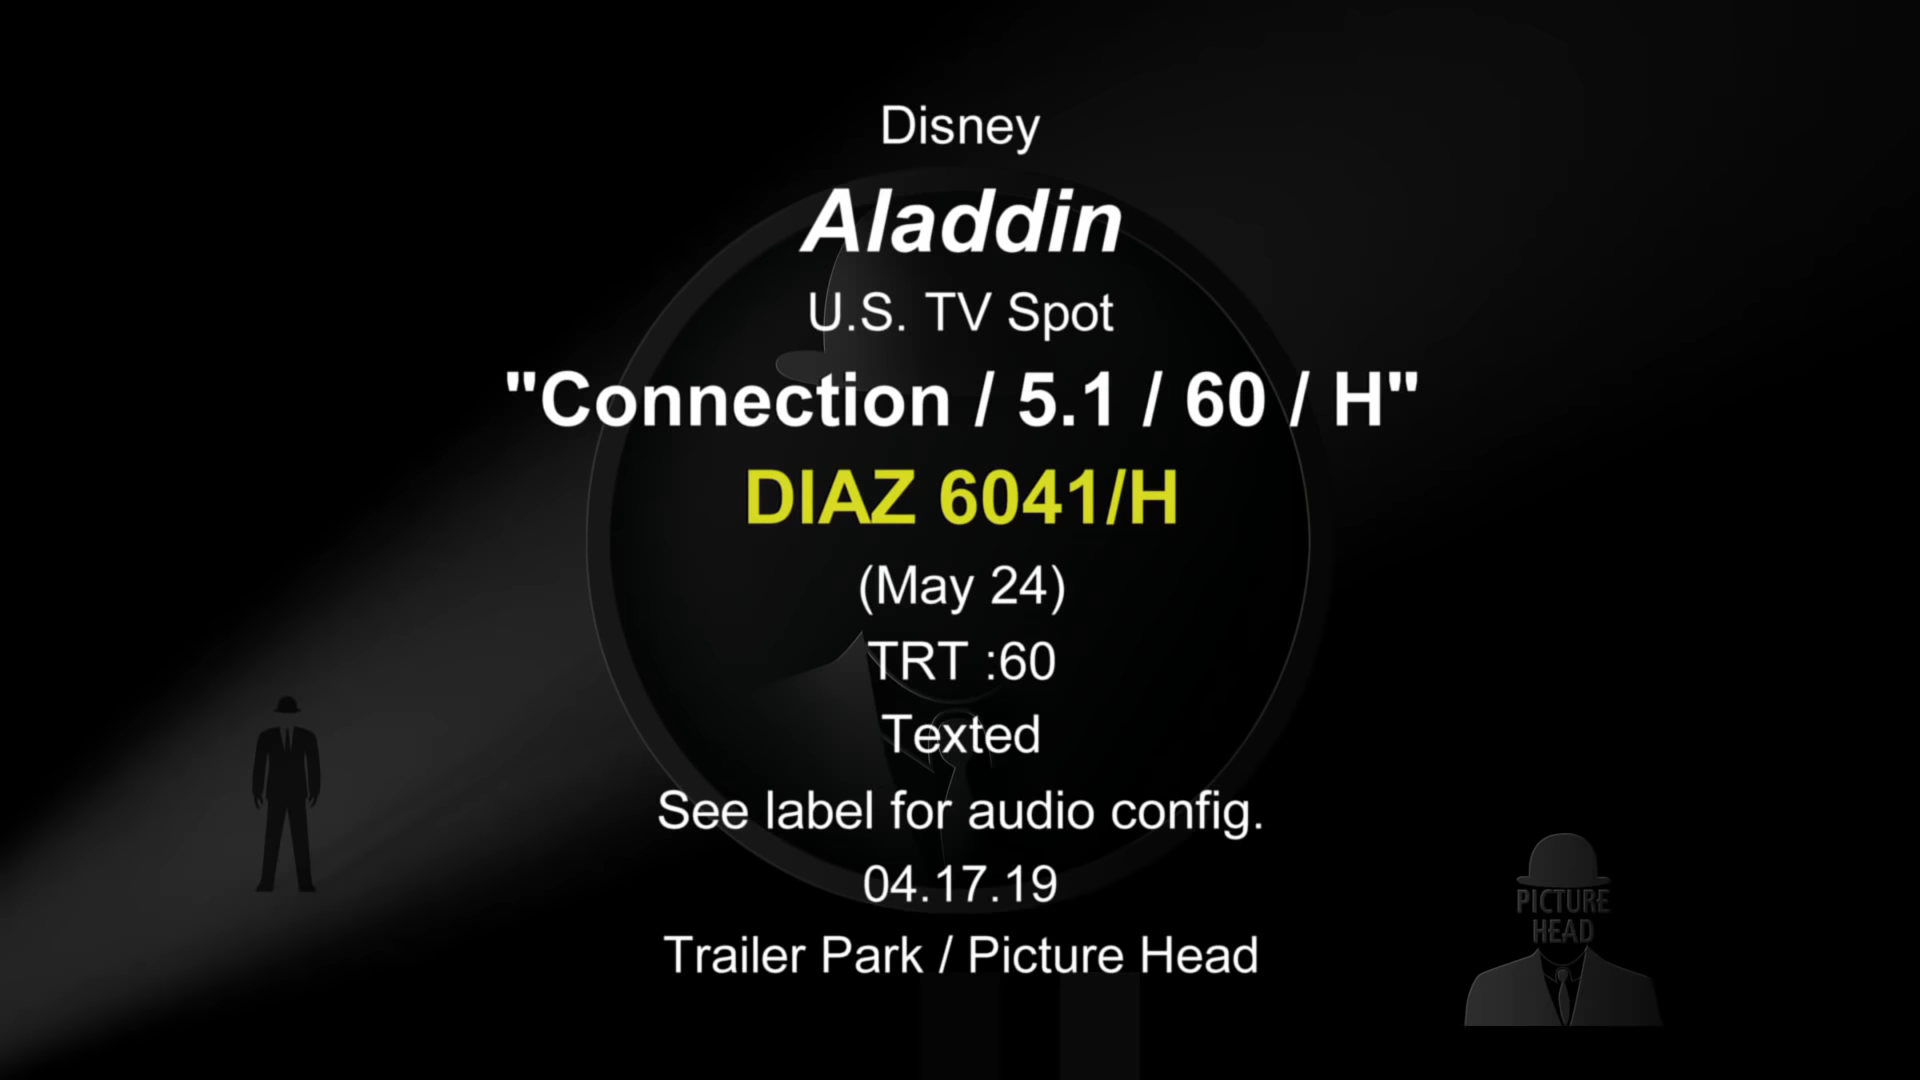 Disney
Aladdin
U.S. TV Spot
"Connection / 5.1 / 60 / H"
DIAZ 6041/H
(May 24)
TRT :60
Texted
See label for audio config.
04.17.19
Trailer Park / Picture Head
PICTURE
HEAD